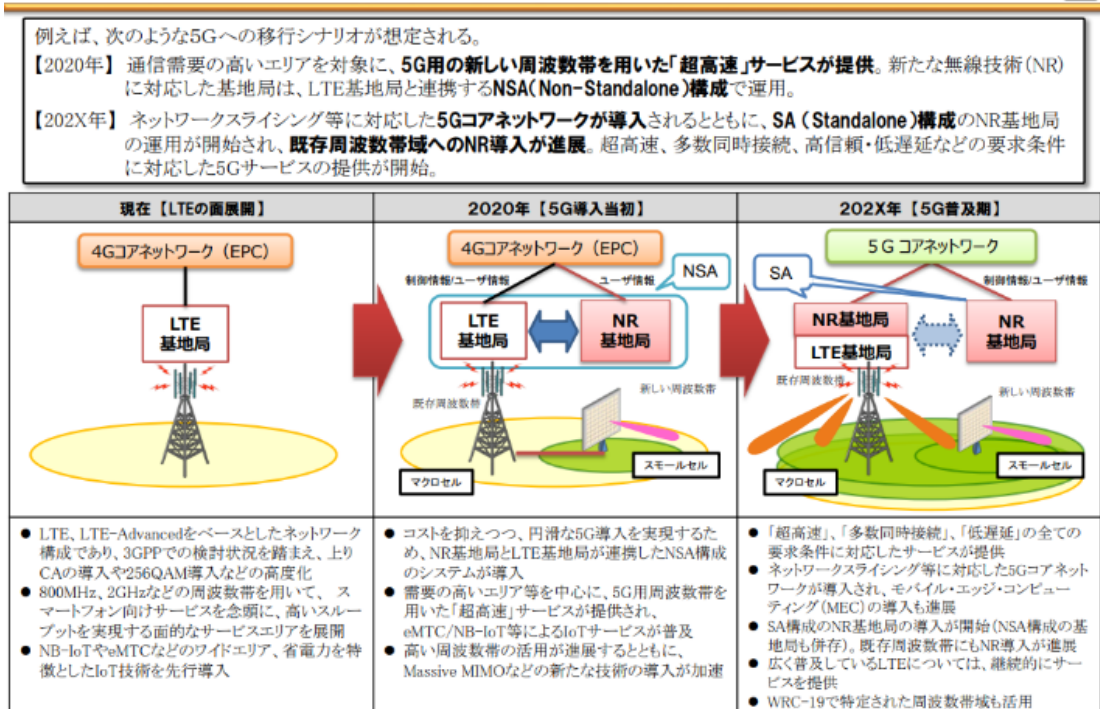 例えば、次のような5Gへの移行シナリオが想定される。
【2020年】 通信需要の高いエリアを対象に、5G用の新しい周波数帯を用いた「超高速」サービスが提供。新たな無線技術(NR)
に対応した基地局は、LTE基地局と連携するNSA(Non-Standalone)構成で運用。
【202X年】 ネットワークスライシング等に対応した5Gコアネットワークが導入されるとともに、SA (Standalone)構成のNR基地局
の運用が開始され、既存周波数帯域へのNR導入が進展。超高速、多数同時接続、高信頼・低遅延などの要求条件
に対応した5Gサービスの提供が開始。
現在【LTEの面展開】
4Gコアネットワーク(EPC)
LTE
基地局
● LTE、LTE-Advancedをベースとしたネットワーク
構成であり、3GPPでの検討状況を踏まえ、上り
CAの導入や256QAM導入などの高度化
● 800MHz、2GHzなどの周波数帯を用いて、スマートフォン向けサービスを念頭に、高いスルー
プットを実現する面的なサービスエリアを展開
● NB-IoTやeMTCなどのワイドエリア、省電力を特
徴としたIoT技術を先行導入
2020年【5G導入当初】
4Gコアネットワーク(EPC)
制御情報/ユーザ情報
ユーザ情報
NSA
LTE
基地局
NR
基地局
既存周波数帯
新しい周波数帯
マクロセル
スモールセル
● コストを抑えつつ、円滑な5G導入を実現するた
め、NR基地局とLTE基地局が連携したNSA構成
のシステムが導入
● 需要の高いエリア等を中心に、5G用周波数帯を
用いた「超高速」サービスが提供され、
eMTC/NB-IoT等によるIoTサービスが普及
● 高い周波数帯の活用が進展するとともに、
Massive MIMOなどの新たな技術の導入が加速
202X年【5G普及期】
5Gコアネットワーク
SA
制御情報/ユーザ情報
NR基地局
LTE基地局
NR
基地局
既存周波数帯
新しい周波数帯
マクロセル
スモールセル
● 「超高速」、「多数同時接続」、「低遅延」の全ての
要求条件に対応したサービスが提供
● ネットワークスライシング等に対応した5Gコアネッ
トワークが導入され、モバイル・エッジ・コンピュー
ティング(MEC)の導入も進展
● SA構成のNR基地局の導入が開始(NSA構成の基
地局も併存)。既存周波数帯にもNR導入が進展
● 広く普及しているLTEについては、継続的にサー
ビスを提供
● WRC-19で特定された周波数帯域も活用